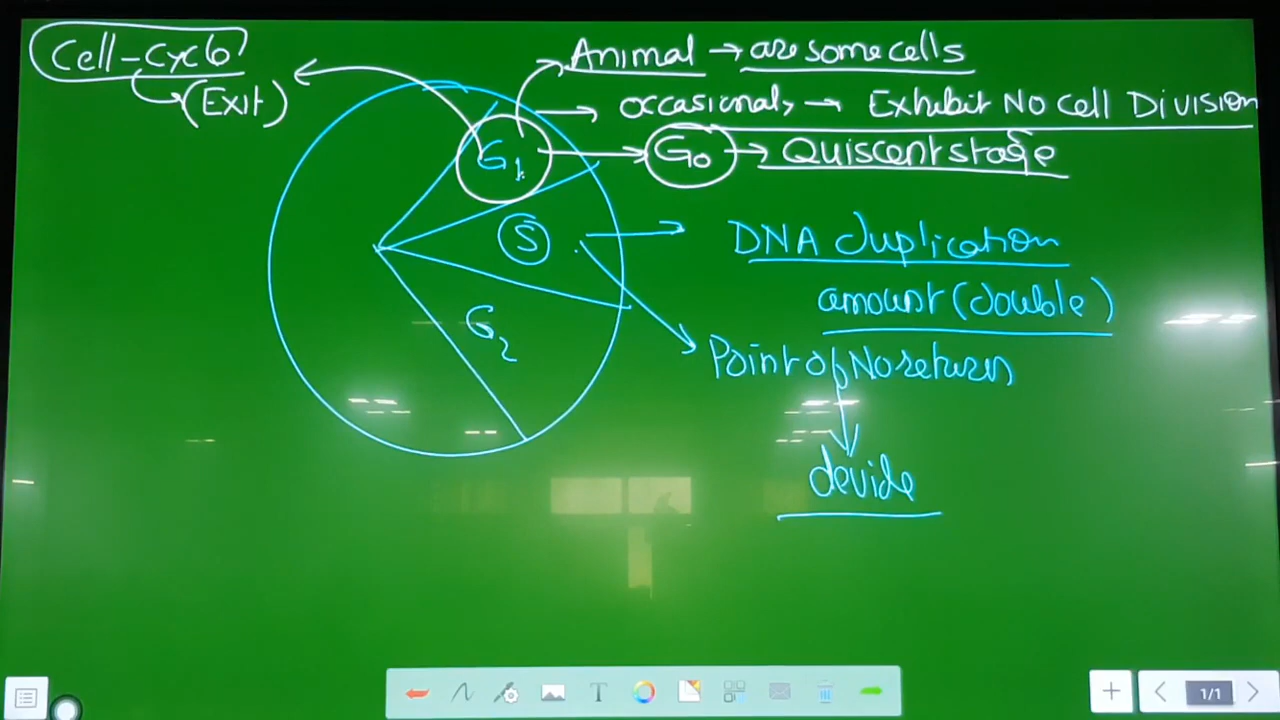 Cell-cycle
(Exit)
Animal → are some cells
occasionaly → Exhibit No cell Division
G1 → G0 → Quiscent stage
S
DNA duplication
amount (double)
G2
Point of No return
devide
T
1/1